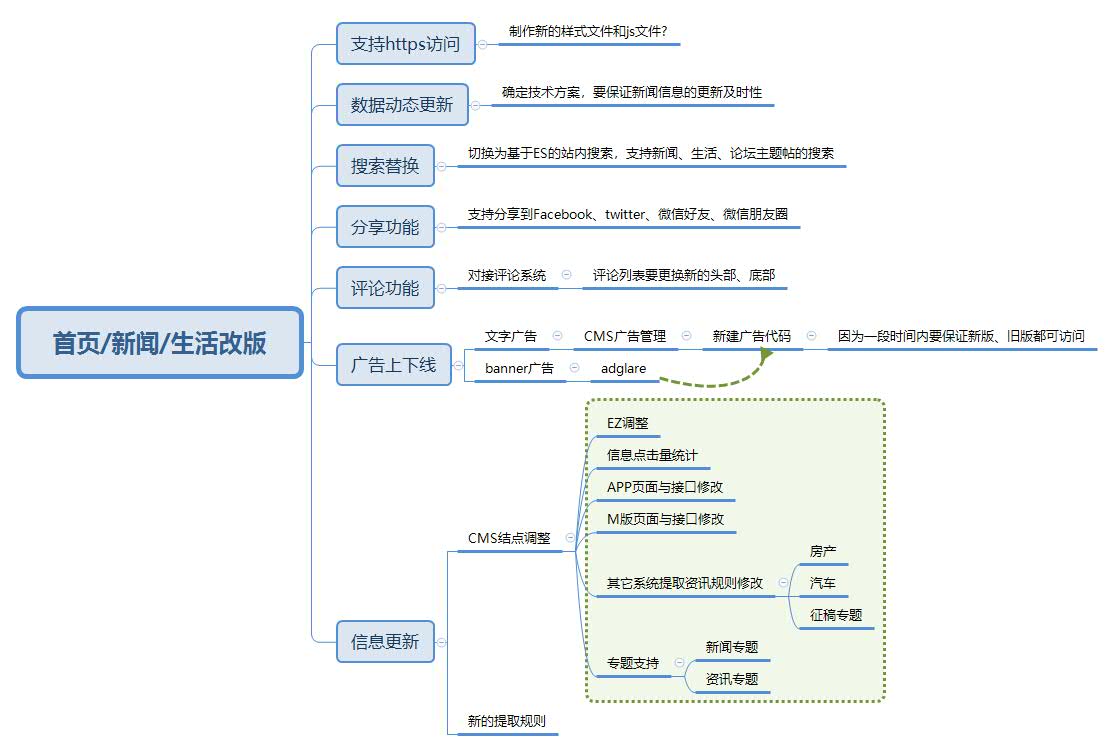 首页/新闻/生活改版
支持https访问
制作新的样式文件和js文件?
数据动态更新
确定技术方案，要保证新闻信息的更新及时性
搜索替换
切换为基于ES的站内搜索，支持新闻、生活、论坛主题帖的搜索
分享功能
支持分享到Facebook、twitter、微信好友、微信朋友圈
评论功能
对接评论系统
评论列表要更换新的头部、底部
广告上下线
文字广告
CMS广告管理
新建广告代码
因为一段时间内要保证新版、旧版都可访问
banner广告
adglare
信息更新
CMS结点调整
EZ调整
信息点击量统计
APP页面与接口修改
M版页面与接口修改
其它系统提取资讯规则修改
房产
汽车
征稿专题
专题支持
新闻专题
资讯专题
新的提取规则